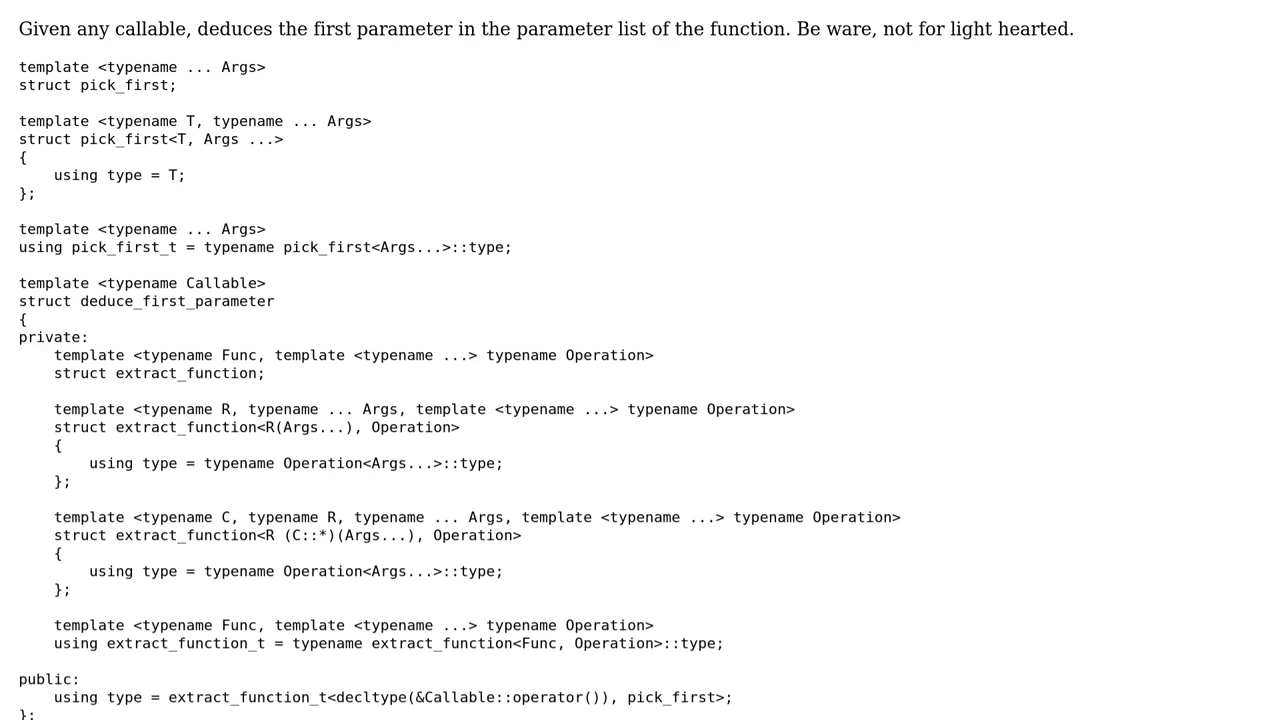 Given any callable, deduces the first parameter in the parameter list of the function. Be ware, not for light hearted.
template <typename ... Args>
struct pick_first;
template <typename T, typename ... Args>
struct pick_first<T, Args ...>
{
    using type = T;
};
template <typename ... Args>
using pick_first_t = typename pick_first<Args...>::type;
template <typename Callable>
struct deduce_first_parameter
{
private:
    template <typename Func, template <typename ...> typename Operation>
    struct extract_function;
    template <typename R, typename ... Args, template <typename ...> typename Operation>
    struct extract_function<R(Args...), Operation>
    {
        using type = typename Operation<Args...>::type;
    };
    template <typename C, typename R, typename ... Args, template <typename ...> typename Operation>
    struct extract_function<R (C::*)(Args...), Operation>
    {
        using type = typename Operation<Args...>::type;
    };
    template <typename Func, template <typename ...> typename Operation>
    using extract_function_t = typename extract_function<Func, Operation>::type;
public:
    using type = extract_function_t<decltype(&Callable::operator()), pick_first>;
};